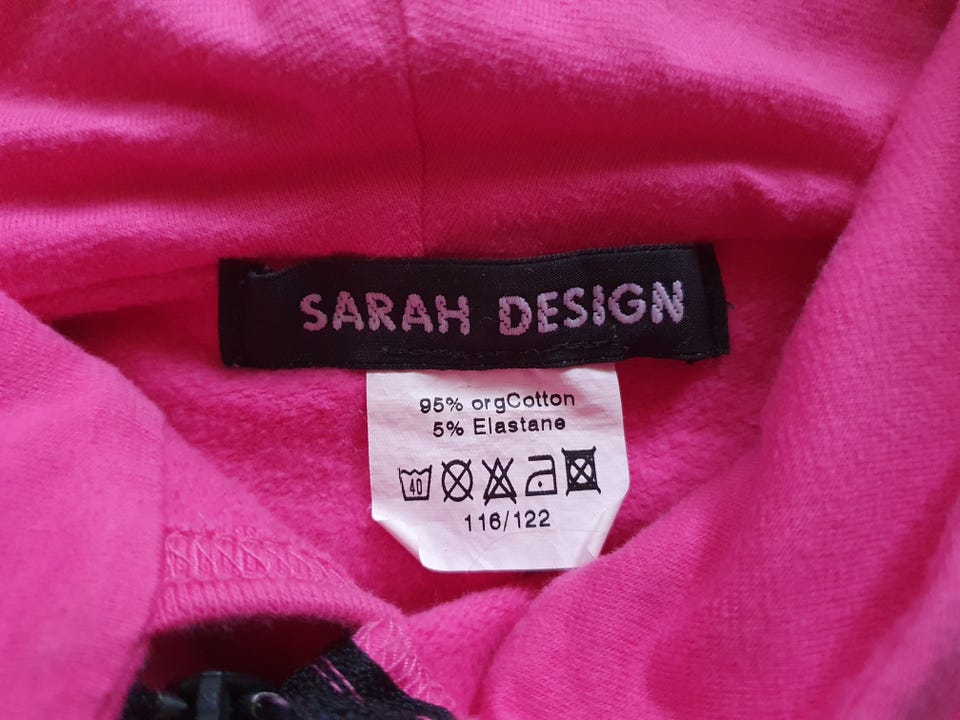 SARAH DESIGN
95% orgCotton
5% Elastane
40
116/122